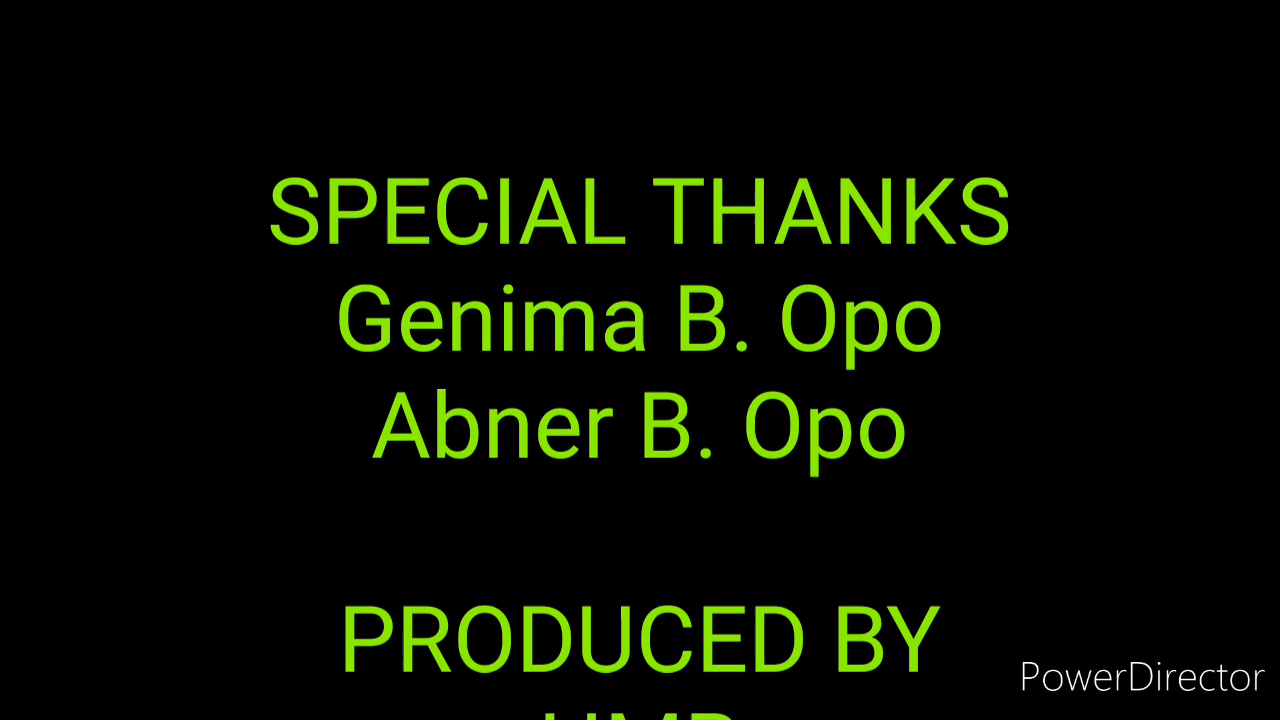 SPECIAL THANKS
Genima B. Opo
Abner B. Opo
PRODUCED BY
PowerDirector